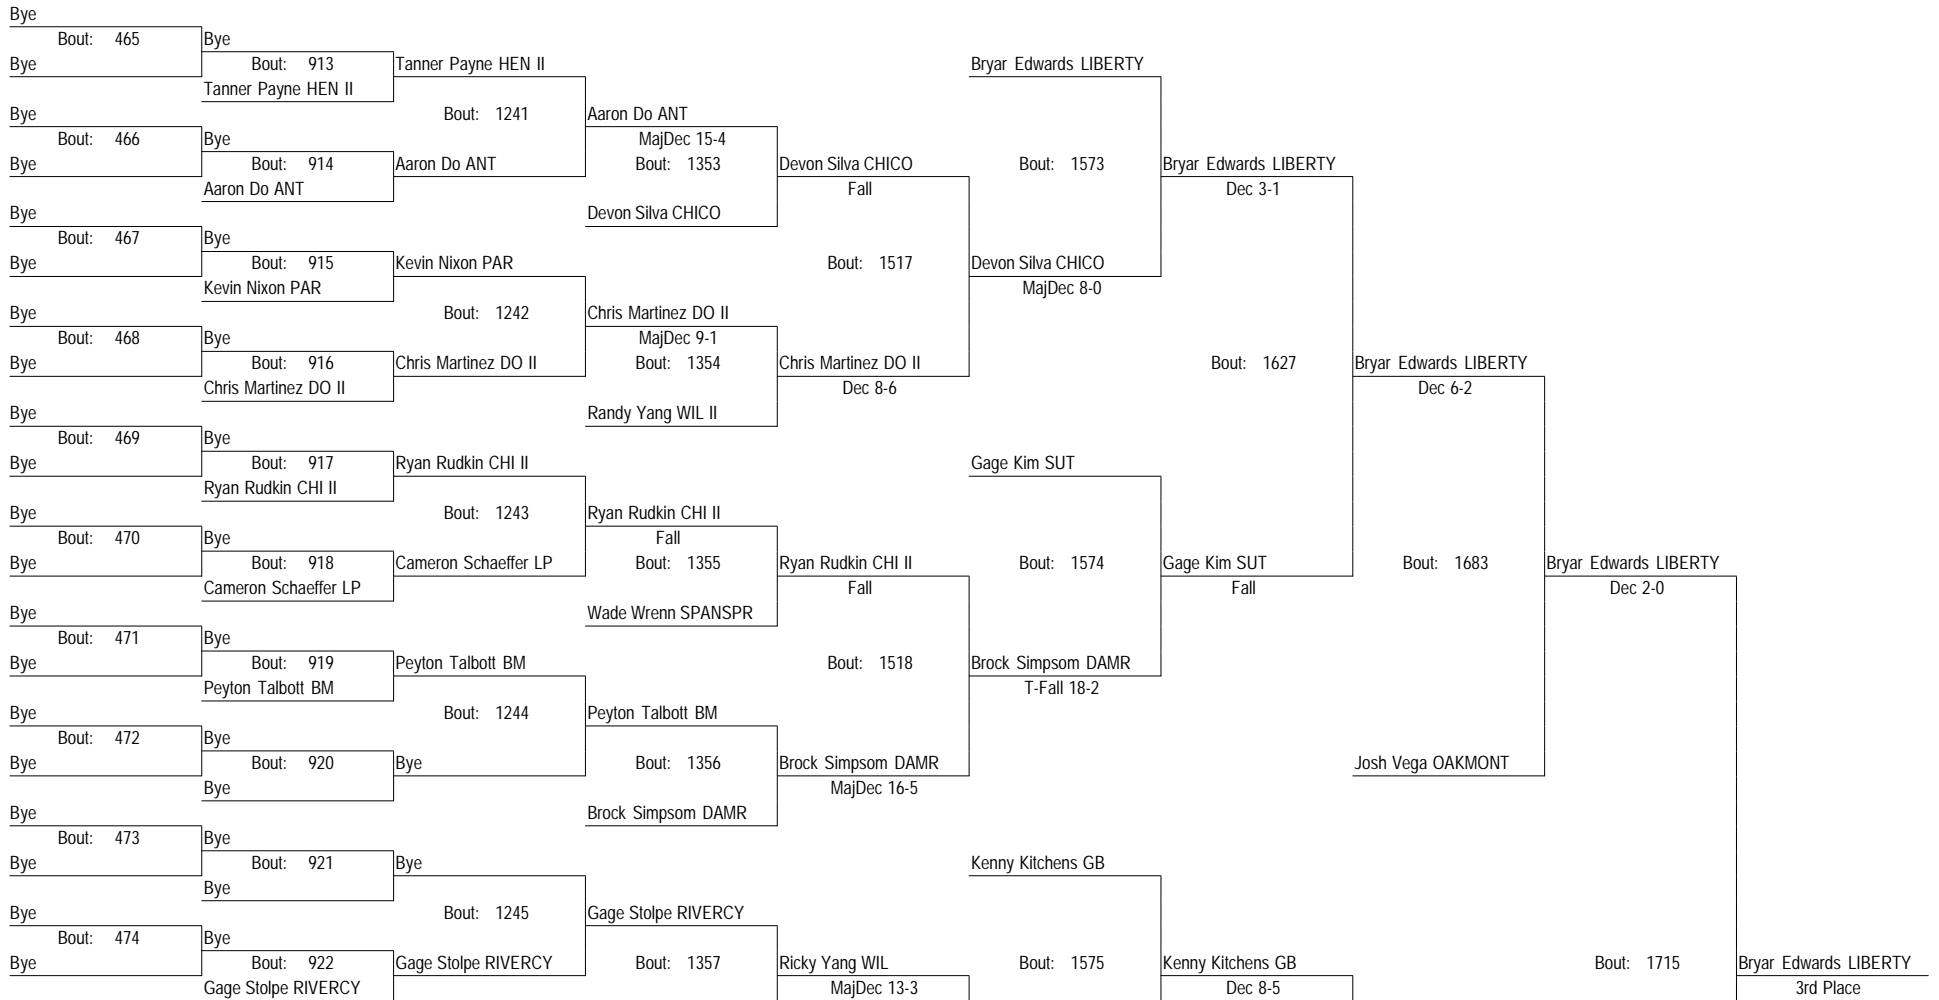 Bye
Bout: 465 Bye
Bye Bout: 913 Tanner Payne HEN II Bryar Edwards LIBERTY
Tanner Payne HEN II
Bye Bout: 1241 Aaron Do ANT
Bout: 466 Bye MajDec 15-4
Bye Bout: 914 Aaron Do ANT Bout: 1353 Devon Silva CHICO Bout: 1573 Bryar Edwards LIBERTY
Aaron Do ANT Fall Dec 3-1
Bye Devon Silva CHICO
Bout: 467 Bye
Bye Bout: 915 Kevin Nixon PAR Bout: 1517 Devon Silva CHICO
Kevin Nixon PAR MajDec 8-0
Bye Bout: 1242 Chris Martinez DO II
Bout: 468 Bye MajDec 9-1
Bye Bout: 916 Chris Martinez DO II Bout: 1354 Chris Martinez DO II Bout: 1627 Bryar Edwards LIBERTY
Chris Martinez DO II Dec 8-6 Dec 6-2
Bye Randy Yang WIL II
Bout: 469 Bye
Bye Bout: 917 Ryan Rudkin CHI II Gage Kim SUT
Ryan Rudkin CHI II
Bye Bout: 1243 Ryan Rudkin CHI II
Bout: 470 Bye Fall
Bye Bout: 918 Cameron Schaeffer LP Bout: 1355 Ryan Rudkin CHI II Bout: 1574 Gage Kim SUT Bout: 1683 Bryar Edwards LIBERTY
Cameron Schaeffer LP Fall Fall Dec 2-0
Bye Wade Wrenn SPANSPR
Bout: 471 Bye
Bye Bout: 919 Peyton Talbott BM Bout: 1518 Brock Simpsom DAMR
Peyton Talbott BM T-Fall 18-2
Bye Bout: 1244 Peyton Talbott BM
Bout: 472 Bye
Bye Bout: 920 Bye Bout: 1356 Brock Simpsom DAMR Josh Vega OAKMONT
Bye MajDec 16-5
Bye Brock Simpsom DAMR
Bout: 473 Bye
Bye Bout: 921 Bye Kenny Kitchens GB
Bye
Bye Bout: 1245 Gage Stolpe RIVERCY
Bout: 474 Bye
Bye Bout: 922 Gage Stolpe RIVERCY Bout: 1357 Ricky Yang WIL Bout: 1575 Kenny Kitchens GB Bout: 1715 Bryar Edwards LIBERTY
Gage Stolpe RIVERCY MajDec 13-3 Dec 8-5 3rd Place